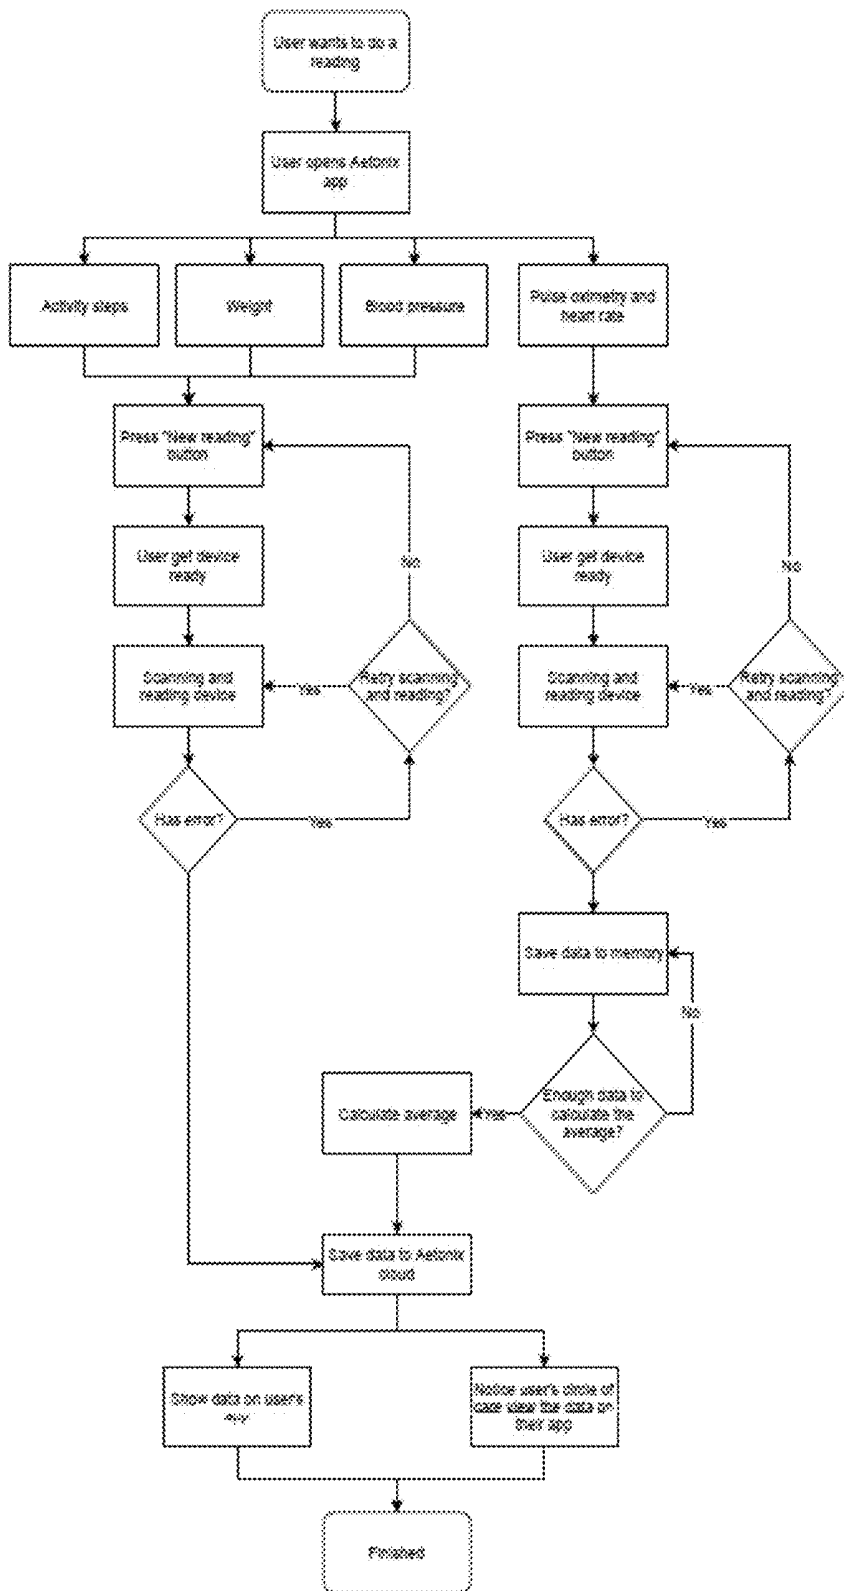 User wants to do a
reading
User opens Aetonix
app
Activity steps
Weight
Blood pressure
Pulse oximetry and
heart rate
Press "New reading"
button
Press "New reading"
button
User get device
ready
User get device
ready
No
No
Scanning and
reading device
Yes
Retry scanning
and reading?
Scanning and
reading device
Yes
Retry scanning
and reading?
Has error?
Yes
Has error?
Yes
Save data to memory
No
Enough data to
calculate the
average?
Yes
Calculate average
Save data to Aetonix
cloud
Show data on user's
app
Notice user's circle of
care view the data on
their app
Finished